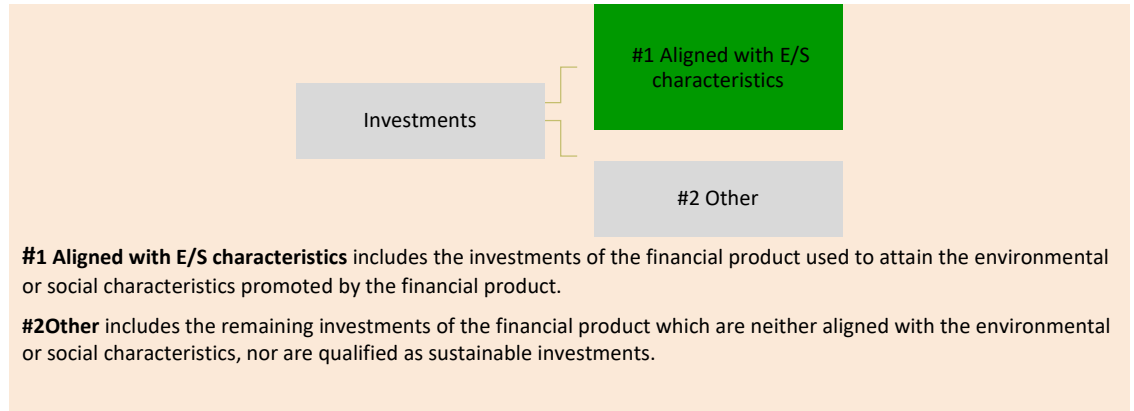 #1 Aligned with E/S
characteristics
Investments
#2 Other
#1 Aligned with E/S characteristics includes the investments of the financial product used to attain the environmental
or social characteristics promoted by the financial product.
#2Other includes the remaining investments of the financial product which are neither aligned with the environmental
or social characteristics, nor are qualified as sustainable investments.